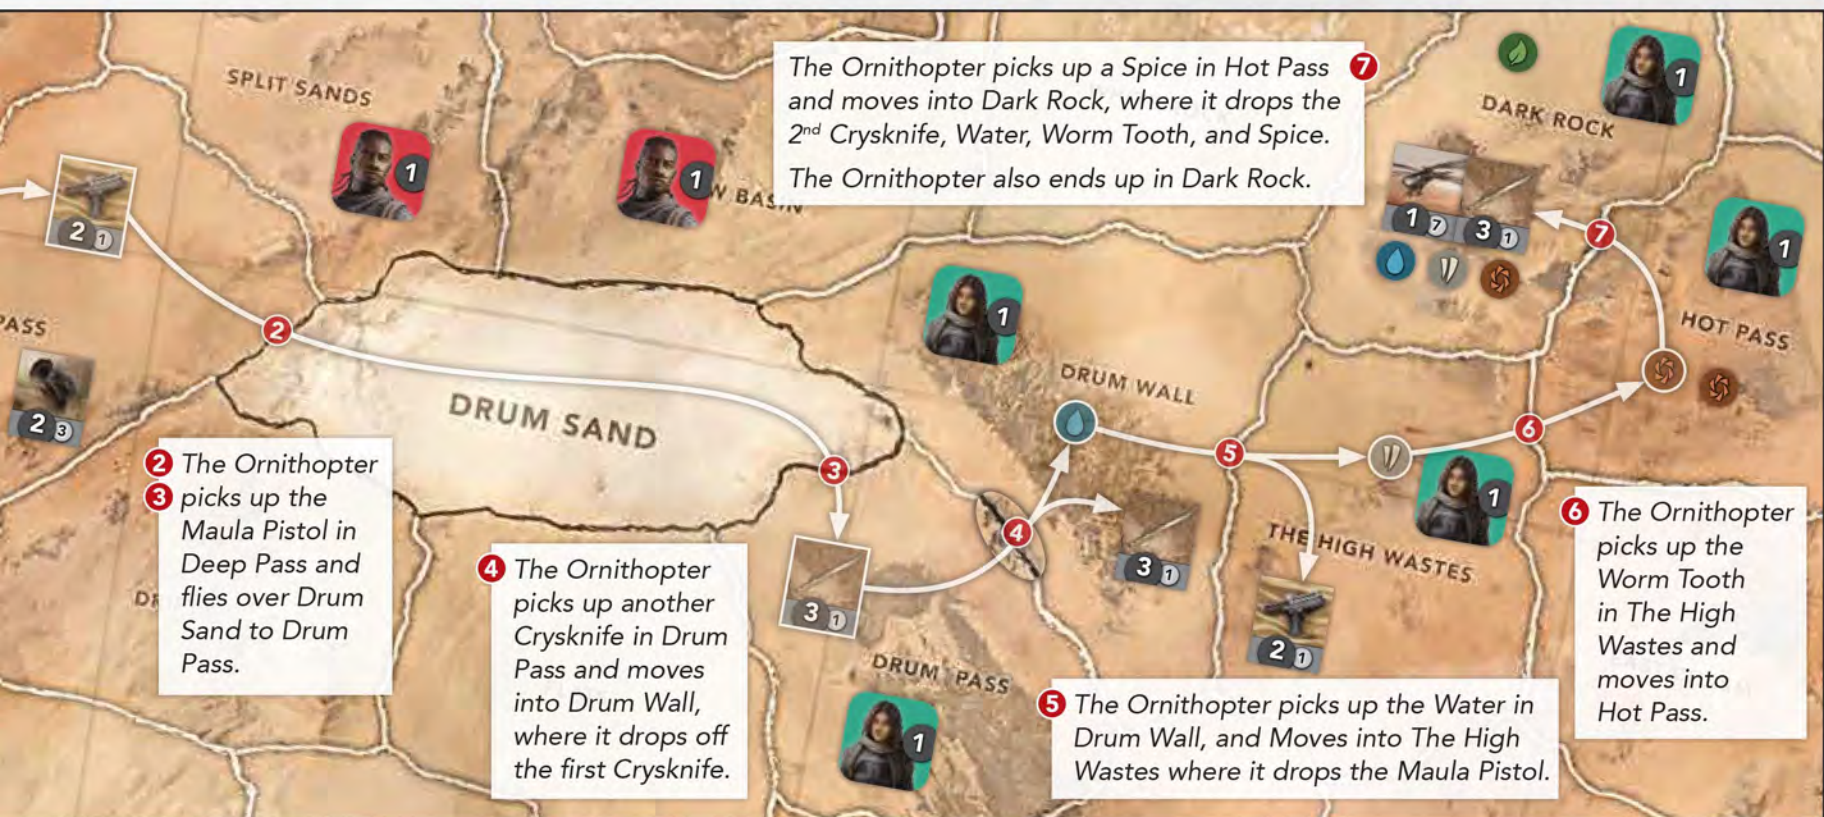 SPLIT SANDS
The Ornithopter picks up a Spice in Hot Pass 7
and moves into Dark Rock, where it drops the
2nd Crysknife, Water, Worm Tooth, and Spice.
The Ornithopter also ends up in Dark Rock.
DARK ROCK
1
1
1
W BASIN
2 1
1 7 3 1
7
1
HOT PASS
PASS
2
1
DRUM WALL
2 3
DRUM SAND
3
5
6
1
2 The Ornithopter
3 picks up the
Maula Pistol in
Deep Pass and
flies over Drum
Sand to Drum
Pass.
4
3 1
THE HIGH WASTES
4 The Ornithopter
picks up another
Crysknife in Drum
Pass and moves
into Drum Wall,
where it drops off
the first Crysknife.
3 1
2 1
DRUM PASS
1
6 The Ornithopter
picks up the
Worm Tooth
in The High
Wastes and
moves into
Hot Pass.
5 The Ornithopter picks up the Water in
Drum Wall, and Moves into The High
Wastes where it drops the Maula Pistol.